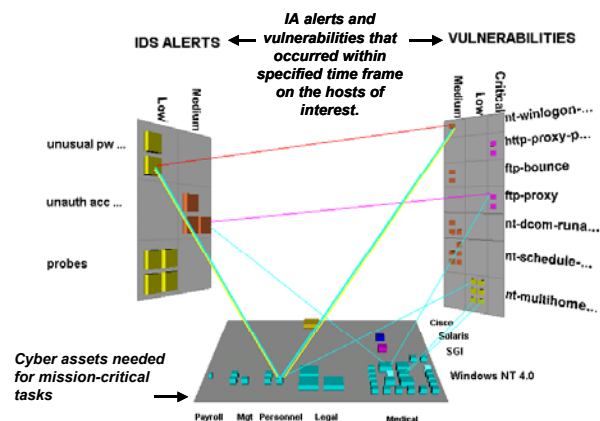 IA alerts and
vulnerabilities that
occurred within
specified time frame
on the hosts of
interest.
IDS ALERTS
VULNERABILITIES
Low
Medium
Medium
Low
Critical
unusual pw ...
unauth acc ...
probes
nt-winlogon-...
http-proxy-p...
ftp-bounce
ftp-proxy
nt-dcom-runa...
nt-schedule-...
nt-multihome...
Cisco
Solaris
SGI
Windows NT 4.0
Cyber assets needed
for mission-critical
tasks
Payroll
Mgt
Personnel
Legal
Medical